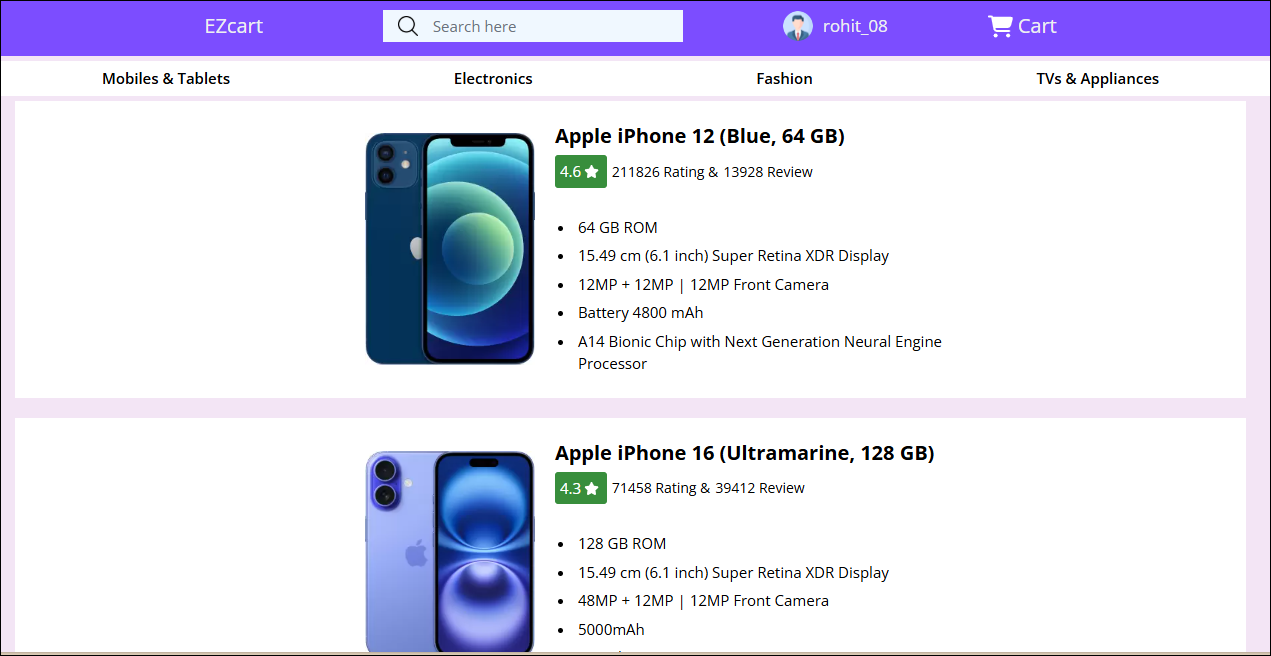 EZcart Search here rohit_08 Cart
Mobiles & Tablets Electronics Fashion TVs & Appliances
Apple iPhone 12 (Blue, 64 GB)
4.6 211826 Rating & 13928 Review
64 GB ROM
15.49 cm (6.1 inch) Super Retina XDR Display
12MP + 12MP | 12MP Front Camera
Battery 4800 mAh
A14 Bionic Chip with Next Generation Neural Engine
Processor
Apple iPhone 16 (Ultramarine, 128 GB)
4.3 71458 Rating & 39412 Review
128 GB ROM
15.49 cm (6.1 inch) Super Retina XDR Display
48MP + 12MP | 12MP Front Camera
5000mAh